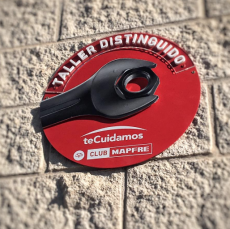 TALLER DISTINGUIDO
teCuidamos
CLUB MAPFRE